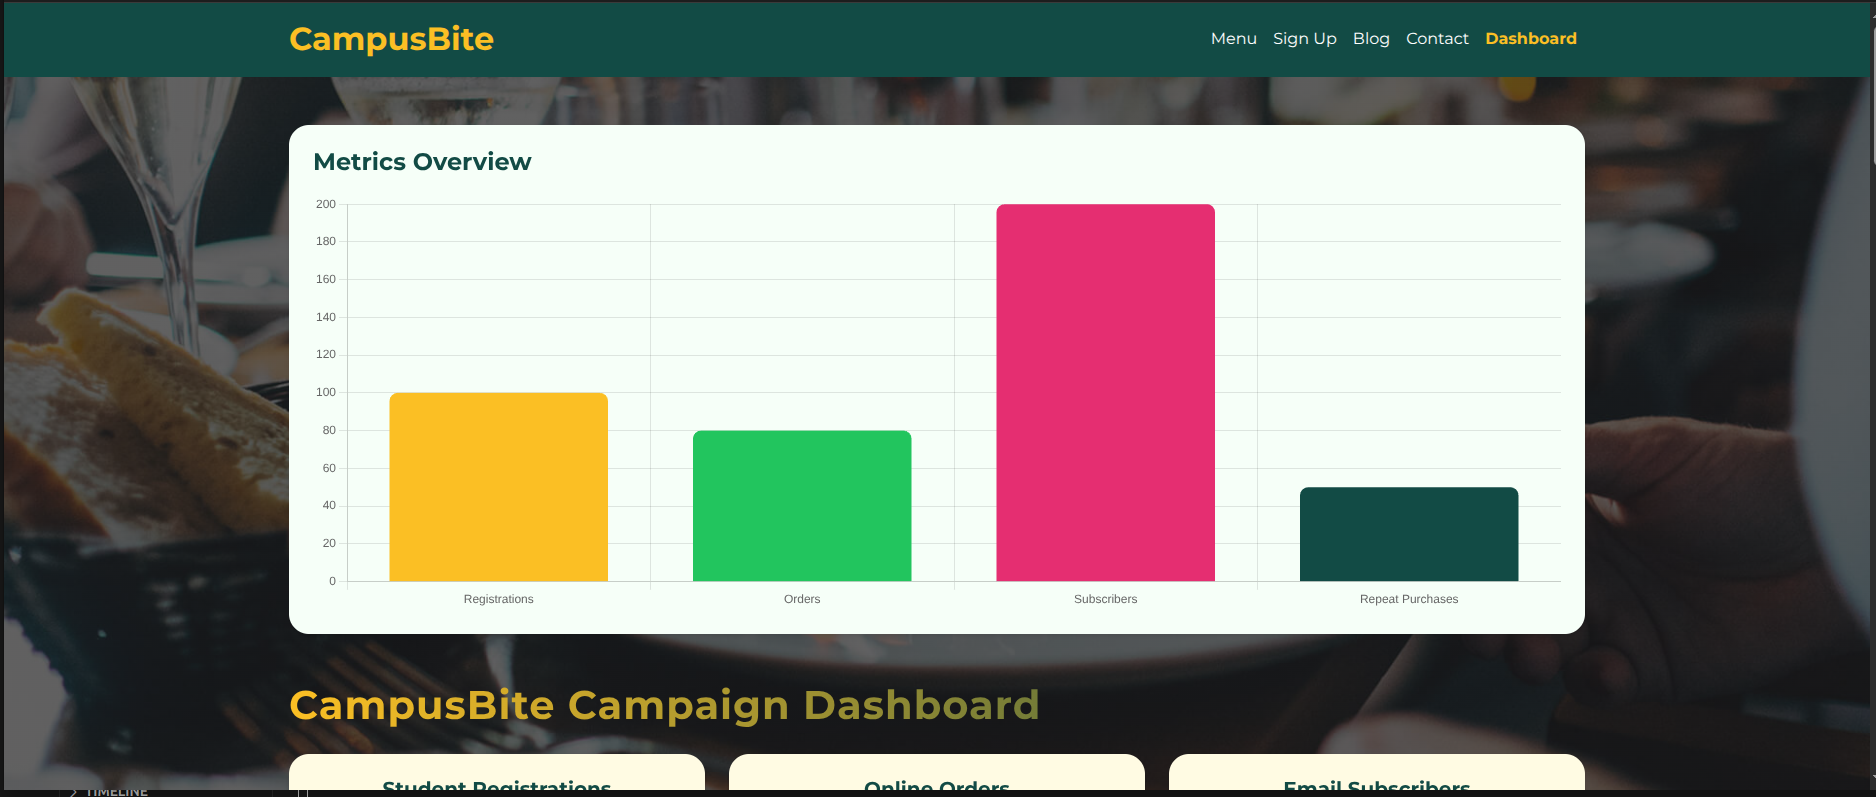 CampusBite
Menu Sign Up Blog Contact Dashboard
Metrics Overview
200
180
160
140
120
100
80
60
40
20
0
Registrations Orders Subscribers Repeat Purchases
CampusBite Campaign Dashboard
Student Registrations Online Orders Email Subscribers
TIMELINE